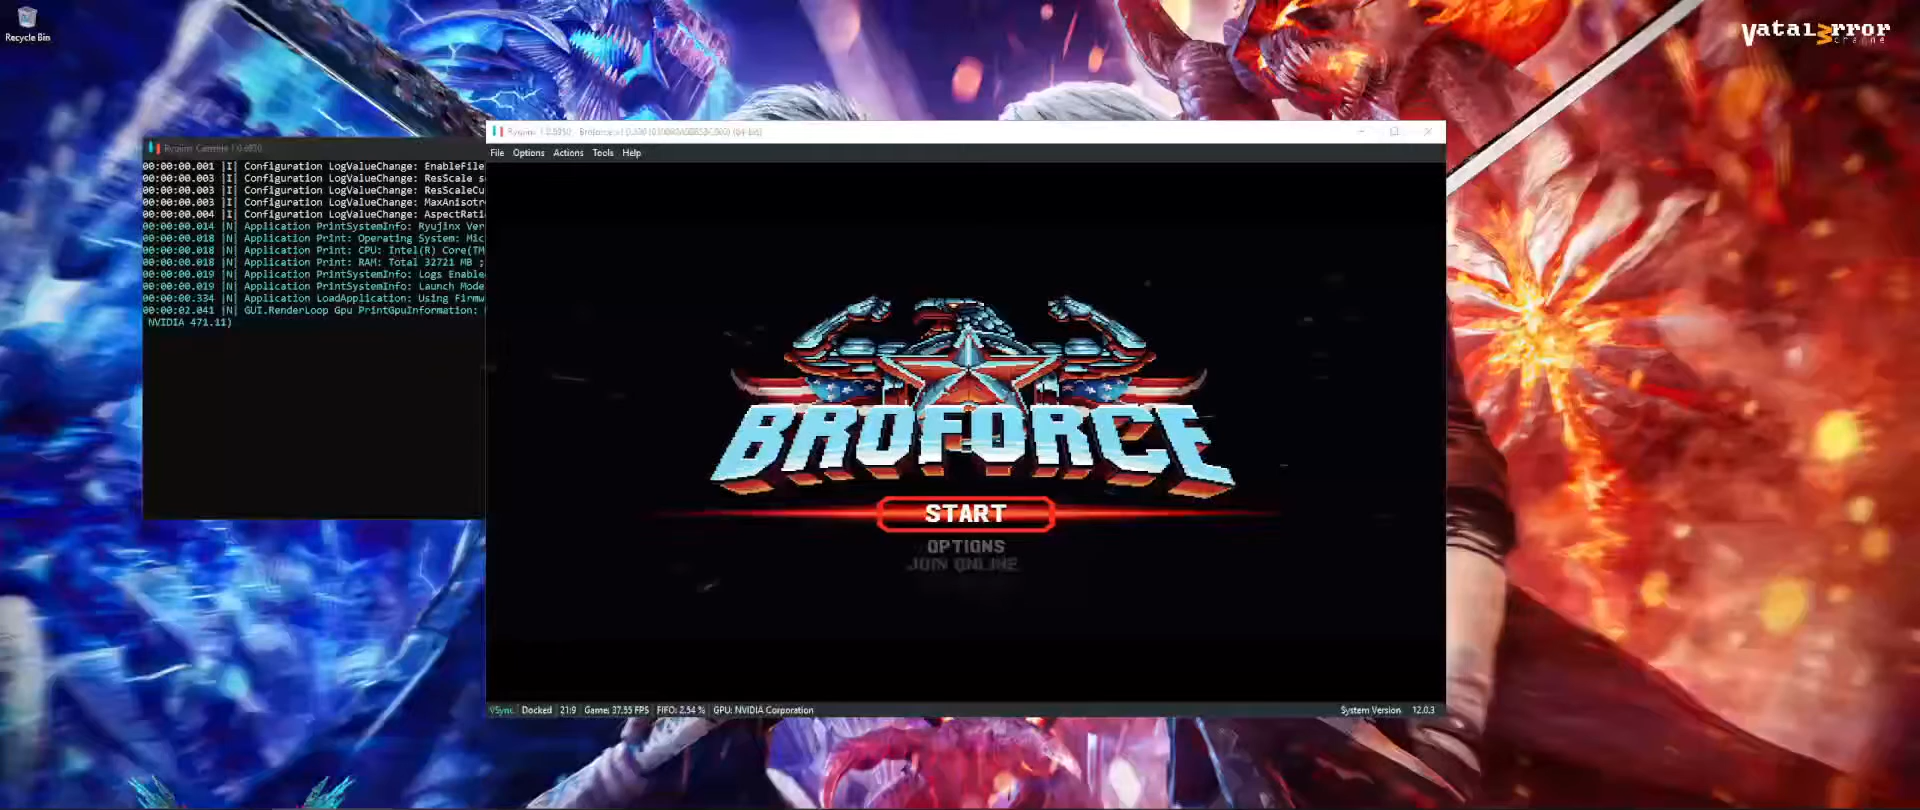 Recycle Bin
Vatal3rror
00:00:00.001 |I| Configuration LogValueChange: EnableFile
00:00:00.003 |I| Configuration LogValueChange: ResScale s
00:00:00.003 |I| Configuration LogValueChange: ResScaleCu
00:00:00.003 |I| Configuration LogValueChange: MaxAnisotr
00:00:00.004 |I| Configuration LogValueChange: AspectRati
00:00:00.014 |N| Application PrintSystemInfo: Ryujinx Ver
00:00:00.018 |N| Application Print: Operating System: Mic
00:00:00.018 |N| Application Print: CPU: Intel(R) Core(TM
00:00:00.018 |N| Application Print: RAM: Total 32721 MB ;
00:00:00.019 |N| Application PrintSystemInfo: Logs Enable
00:00:00.019 |N| Application PrintSystemInfo: Launch Mode
00:00:00.334 |N| Application LoadApplication: Using Firmw
00:00:02.041 |N| GUI.RenderLoop Gpu PrintGpuInformation:
NVIDIA 471.11)
File Options Actions Tools Help
BROFORCE
START
OPTIONS
JOIN ONLINE
VSync Docked 21:9 Game: 37.55 FPS FIFO: 2.54 % GPU: NVIDIA Corporation System Version 12.0.3